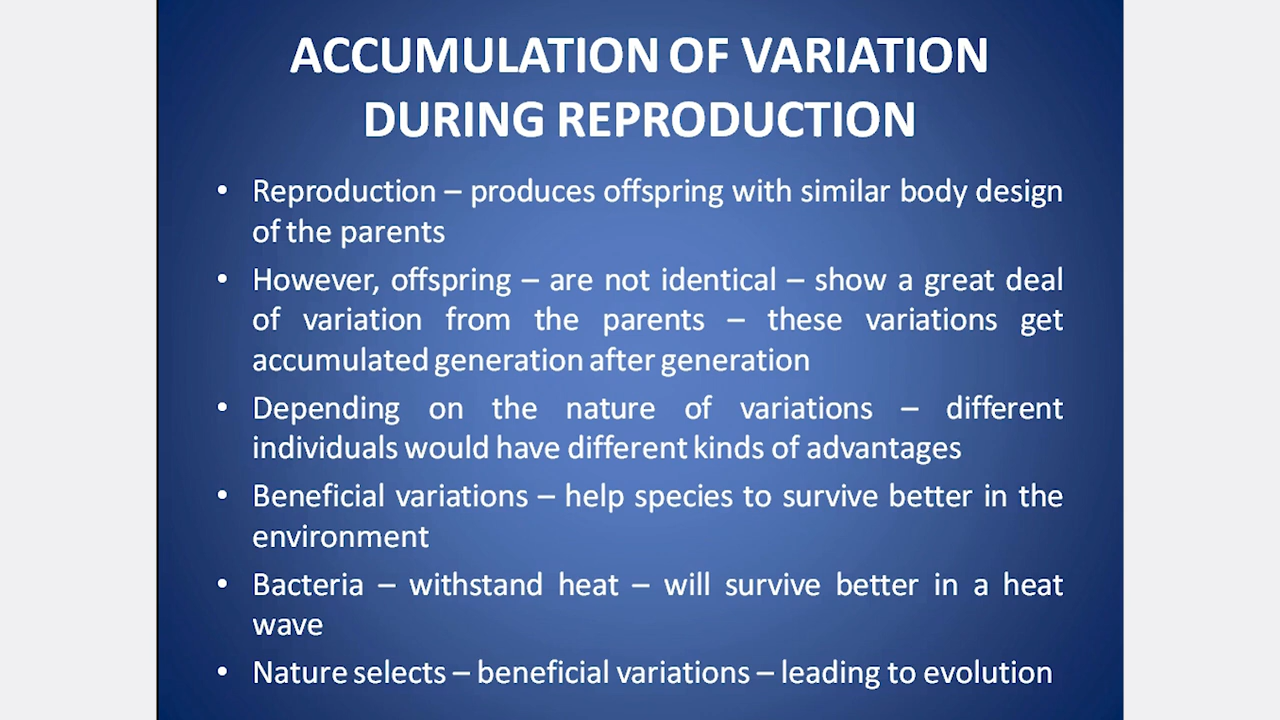 ACCUMULATION OF VARIATION
DURING REPRODUCTION
• Reproduction – produces offspring with similar body design
of the parents
• However, offspring – are not identical – show a great deal
of variation from the parents – these variations get
accumulated generation after generation
• Depending on the nature of variations – different
individuals would have different kinds of advantages
• Beneficial variations – help species to survive better in the
environment
• Bacteria – withstand heat – will survive better in a heat
wave
• Nature selects – beneficial variations – leading to evolution